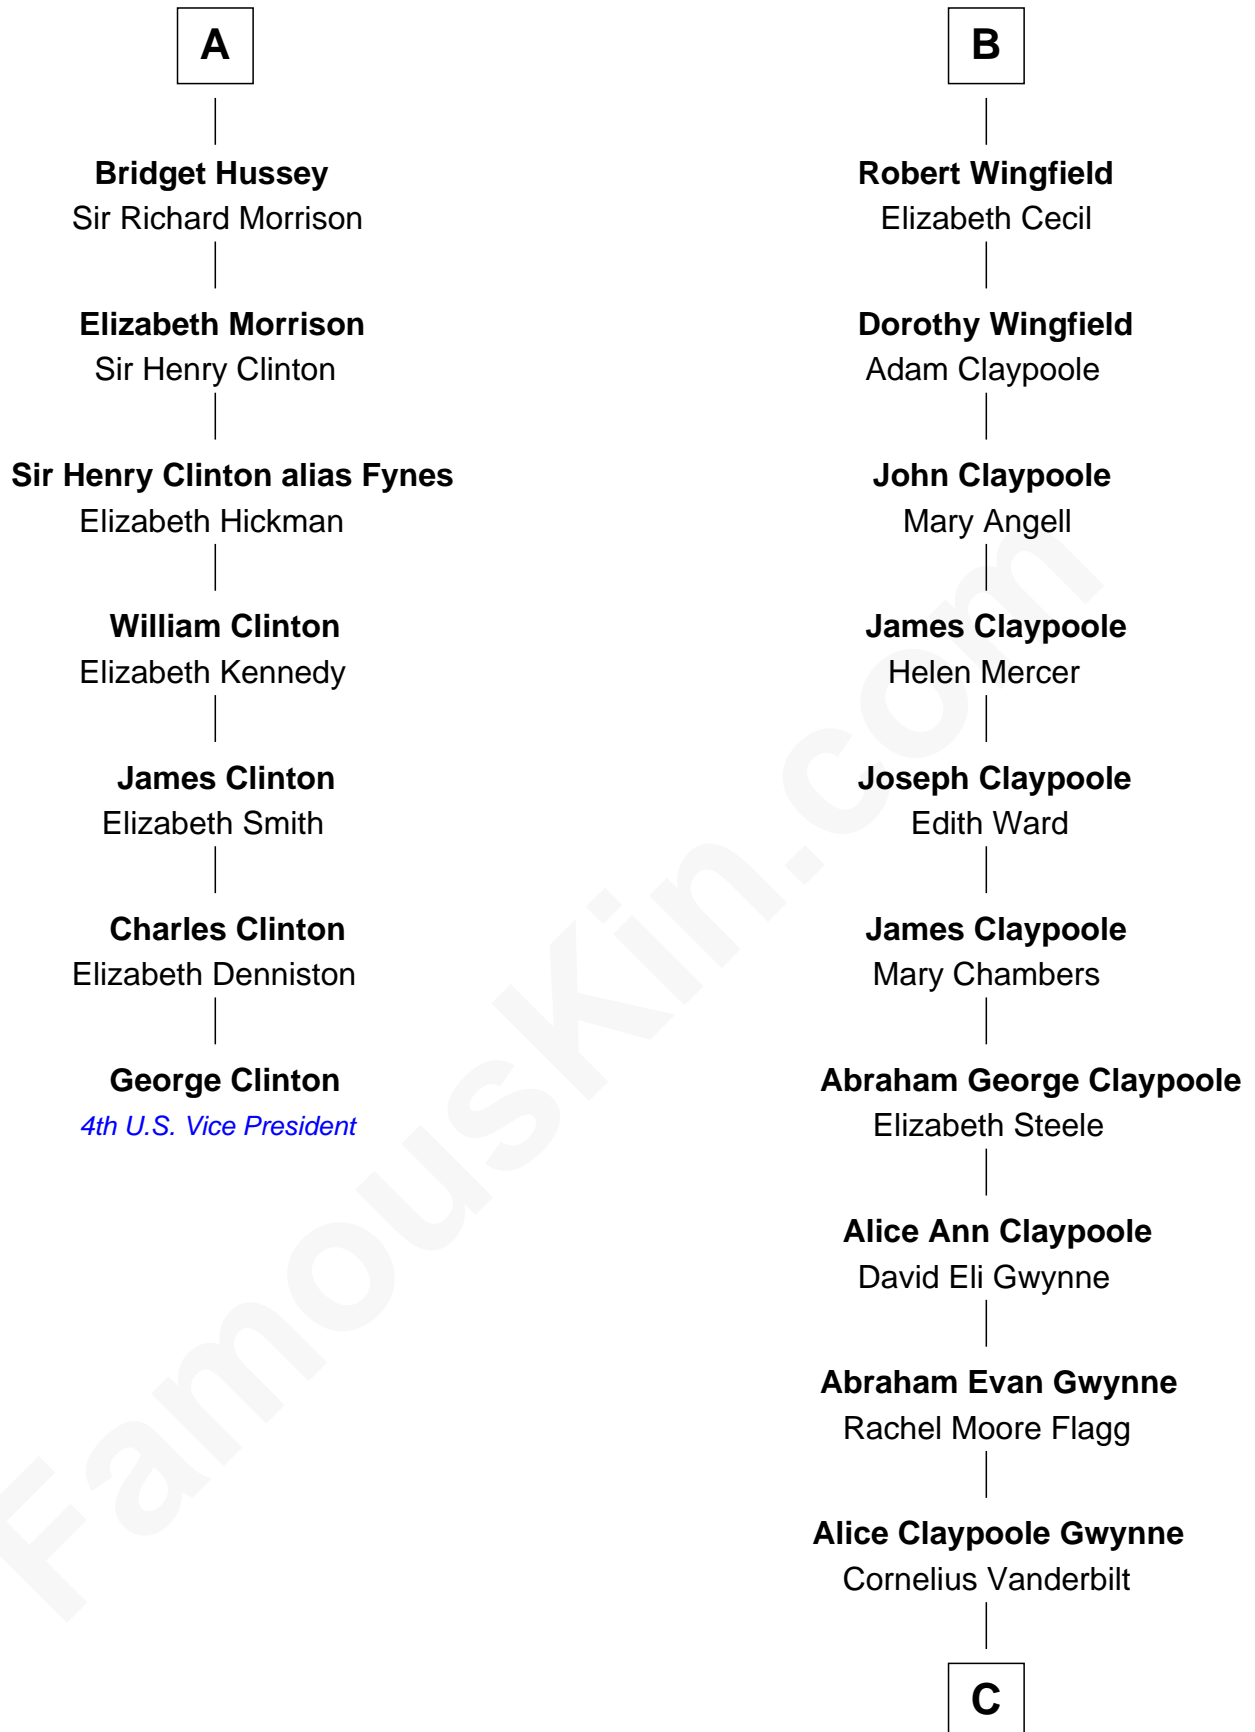 A
Bridget Hussey
Sir Richard Morrison
Elizabeth Morrison
Sir Henry Clinton
Sir Henry Clinton alias Fynes
Elizabeth Hickman
William Clinton
Elizabeth Kennedy
James Clinton
Elizabeth Smith
Charles Clinton
Elizabeth Denniston
George Clinton
4th U.S. Vice President
B
Robert Wingfield
Elizabeth Cecil
Dorothy Wingfield
Adam Claypoole
John Claypoole
Mary Angell
James Claypoole
Helen Mercer
Joseph Claypoole
Edith Ward
James Claypoole
Mary Chambers
Abraham George Claypoole
Elizabeth Steele
Alice Ann Claypoole
David Eli Gwynne
Abraham Evan Gwynne
Rachel Moore Flagg
Alice Claypoole Gwynne
Cornelius Vanderbilt
C
FamousKin.com